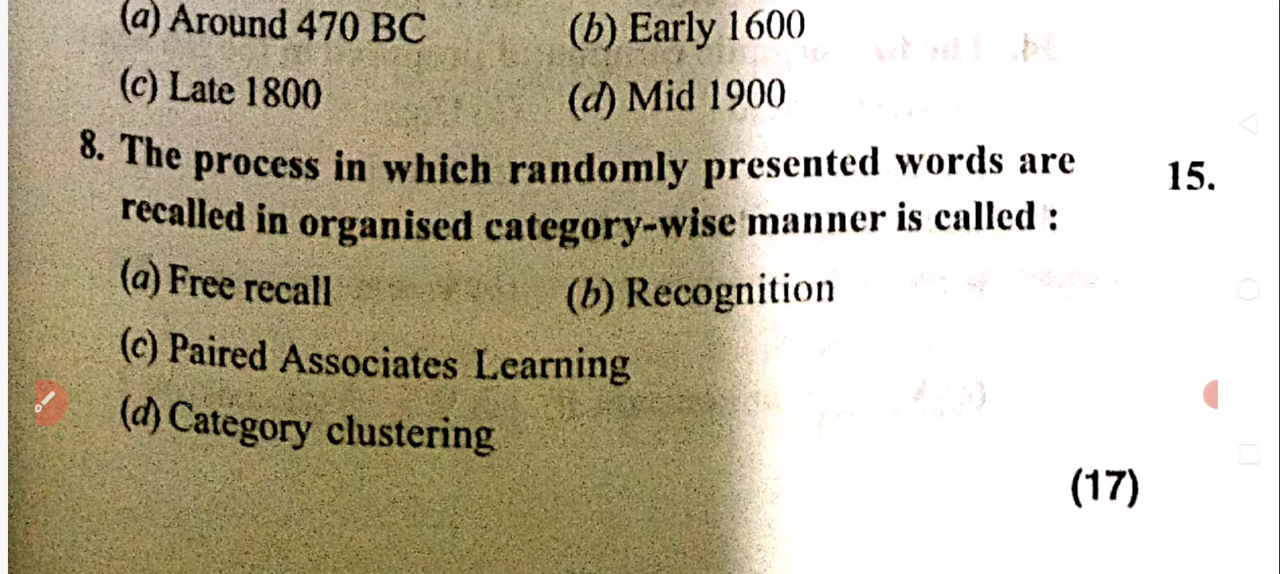 (a) Around 470 BC (b) Early 1600
(c) Late 1800 (d) Mid 1900
8. The process in which randomly presented words are
recalled in organised category-wise manner is called :
(a) Free recall (b) Recognition
(c) Paired Associates Learning
(d) Category clustering
15.
(17)